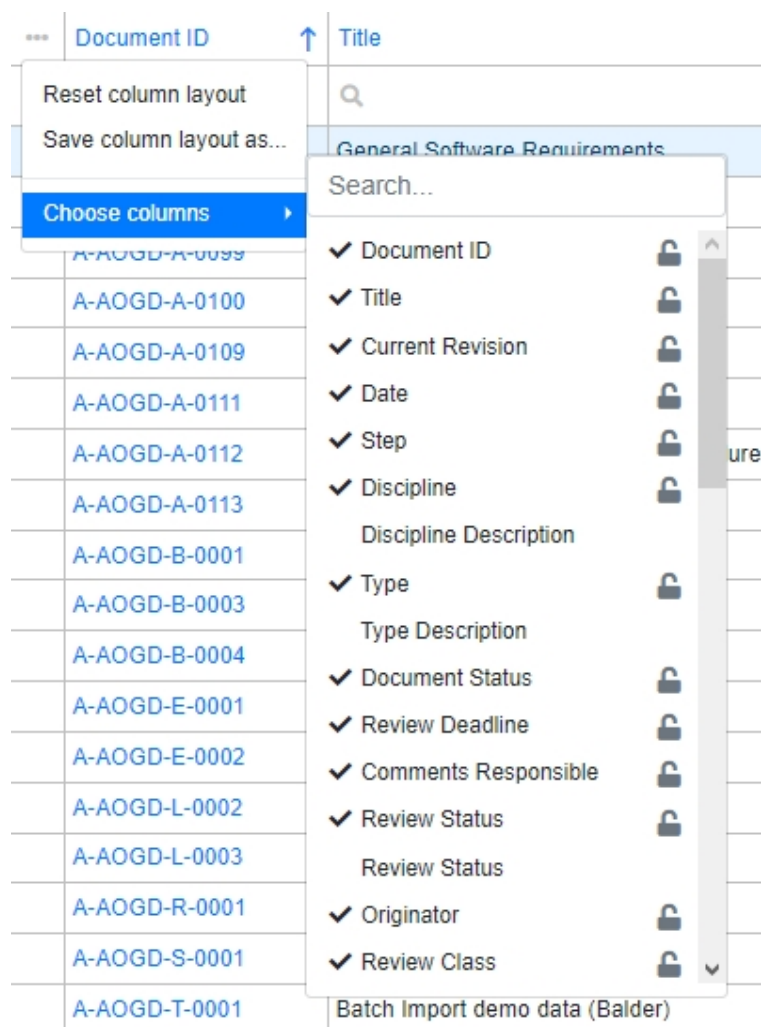 Document ID
Title
Reset column layout
Save column layout as...
General Software Requirements
Search...
Choose columns
A-AOGD-A-0099
Document ID
Title
A-AOGD-A-0100
Current Revision
A-AOGD-A-0109
Date
A-AOGD-A-0111
Step
A-AOGD-A-0112
ure
Discipline
A-AOGD-A-0113
Discipline Description
A-AOGD-B-0001
Type
A-AOGD-B-0003
Type Description
A-AOGD-B-0004
Document Status
A-AOGD-E-0001
Review Deadline
A-AOGD-E-0002
Comments Responsible
A-AOGD-L-0002
Review Status
A-AOGD-L-0003
Review Status
A-AOGD-R-0001
Originator
A-AOGD-S-0001
Review Class
A-AOGD-T-0001
Batch Import demo data (Balder)